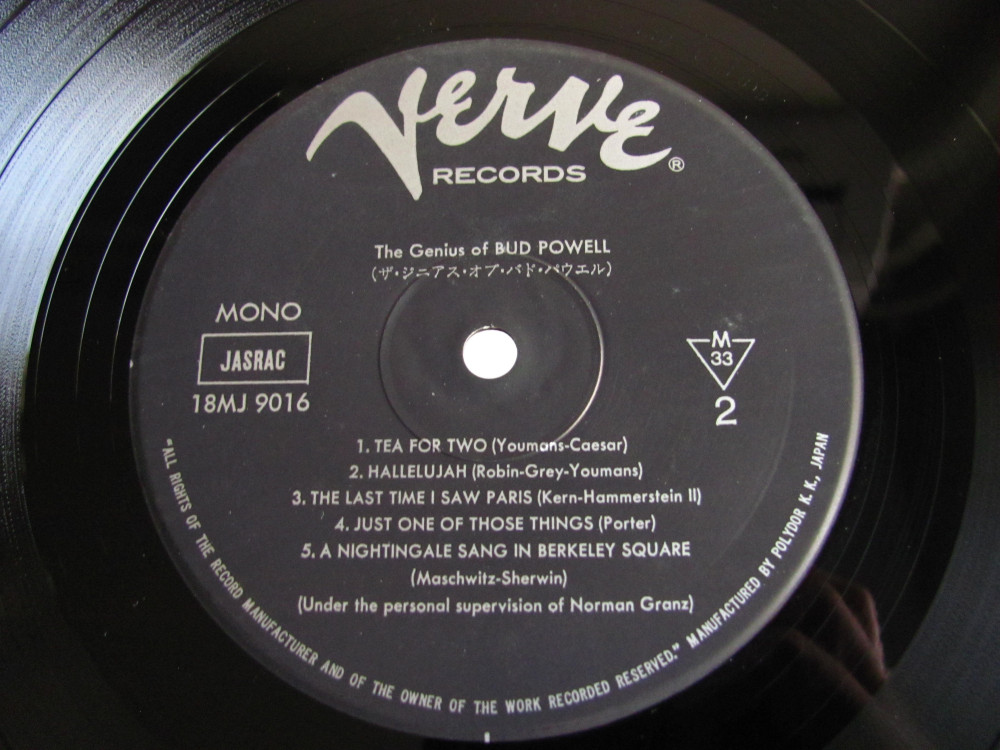 Verve
RECORDS ®
The Genius of BUD POWELL
(ザ・ジニアス・オブ・バド・パウエル)
MONO
JASRAC
18MJ 9016
M
33
2
1. TEA FOR TWO (Youmans-Caesar)
2. HALLELUJAH (Robin-Grey-Youmans)
3. THE LAST TIME I SAW PARIS (Kern-Hammerstein II)
4. JUST ONE OF THOSE THINGS (Porter)
5. A NIGHTINGALE SANG IN BERKELEY SQUARE
(Maschwitz-Sherwin)
(Under the personal supervision of Norman Granz)
"ALL RIGHTS OF THE RECORD MANUFACTURER AND OF THE OWNER OF THE WORK RECORDED RESERVED." MANUFACTURED BY POLYDOR K. K., JAPAN